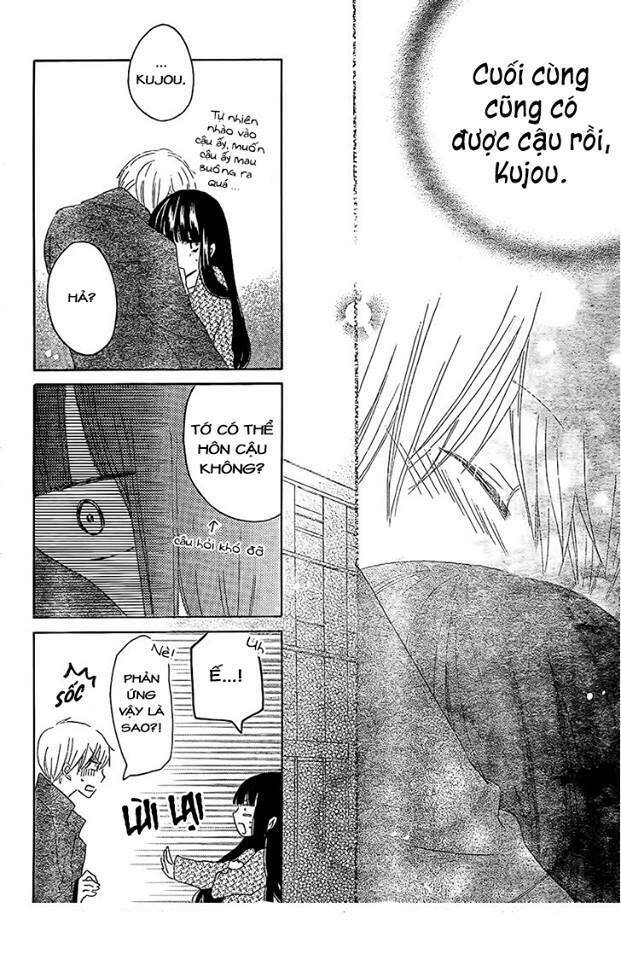 Cuối cùng
cũng có
được cậu rồi,
Kujou.
...
KUJOU.
Tự nhiên
nhào vào
cậu ấy, muốn
cậu ấy mau
buông ra
quá ...
HẢ?
TỚ CÓ THỂ
HÔN CẬU
KHÔNG?
câu hỏi khó đỡ
Uh
Ế...!
Nè!
PHẢN
ỨNG
VẬY LÀ
SAO?!
SỐC
LÙI LẠI